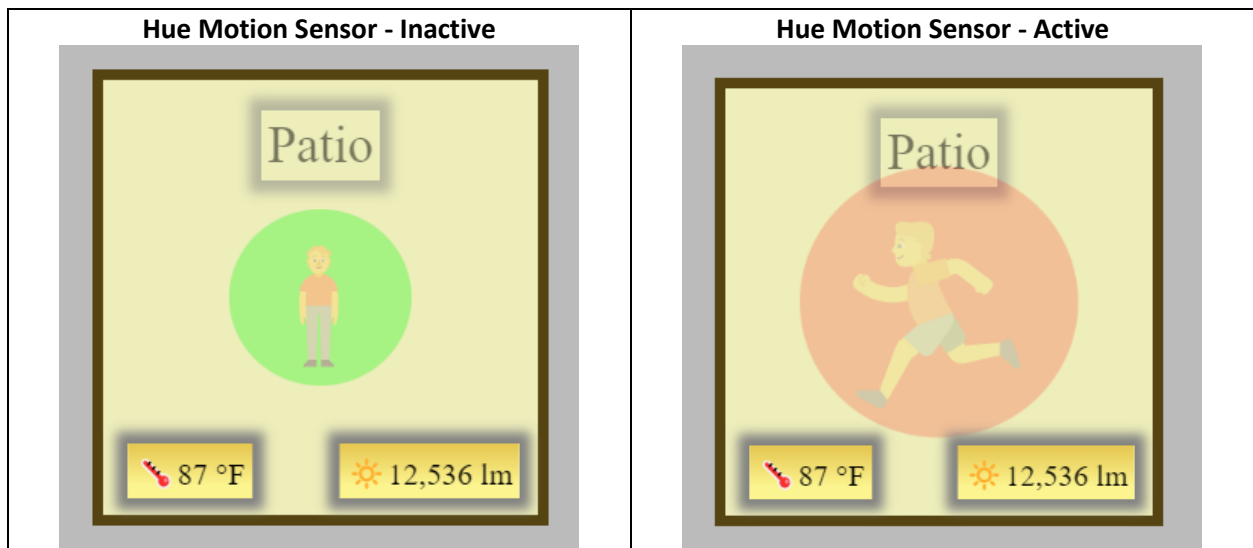 Hue Motion Sensor - Inactive
Patio
87 °F
12,536 lm
Hue Motion Sensor - Active
Patio
87 °F
12,536 lm